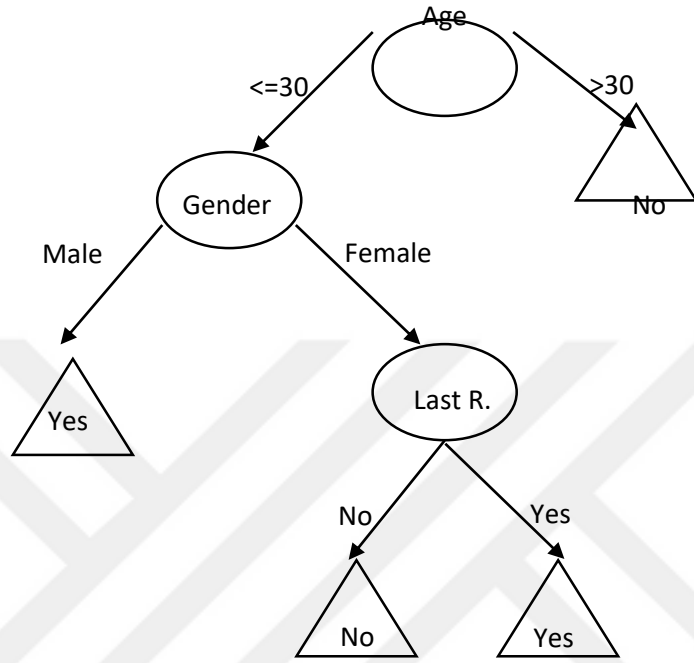 Age
<=30
>30
Gender
No
Male
Female
Yes
Last R.
No
Yes
No
Yes